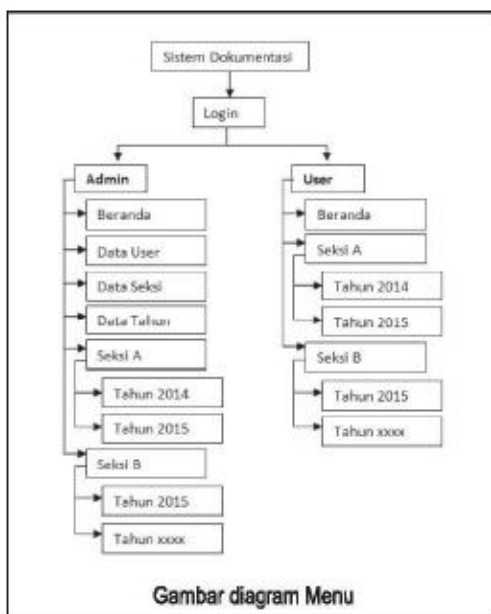 Sistem Dokumentasi
Login
Admin
Beranda
Data User
Data Seksi
Data Tahun
Seksi A
Tahun 2014
Tahun 2015
Seksi B
Tahun 2015
Tahun xxxx
User
Beranda
Seksi A
Tahun 2014
Tahun 2015
Seksi B
Tahun 2015
Tahun xxxx
Gambar diagram Menu